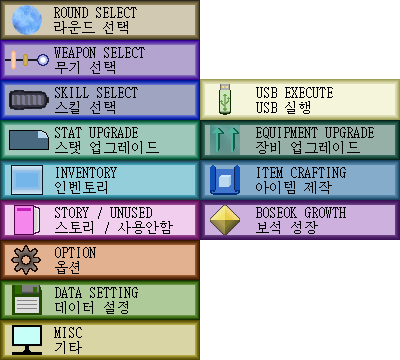 ROUND SELECT
라운드 선택
WEAPON SELECT
무기 선택
SKILL SELECT
스킬 선택
USB EXECUTE
USB 실행
STAT UPGRADE
스탯 업그레이드
EQUIPMENT UPGRADE
장비 업그레이드
INVENTORY
인벤토리
ITEM CRAFTING
아이템 제작
STORY / UNUSED
스토리 / 사용안함
BOSEOK GROWTH
보석 성장
OPTION
옵션
DATA SETTING
데이터 설정
MISC
기타